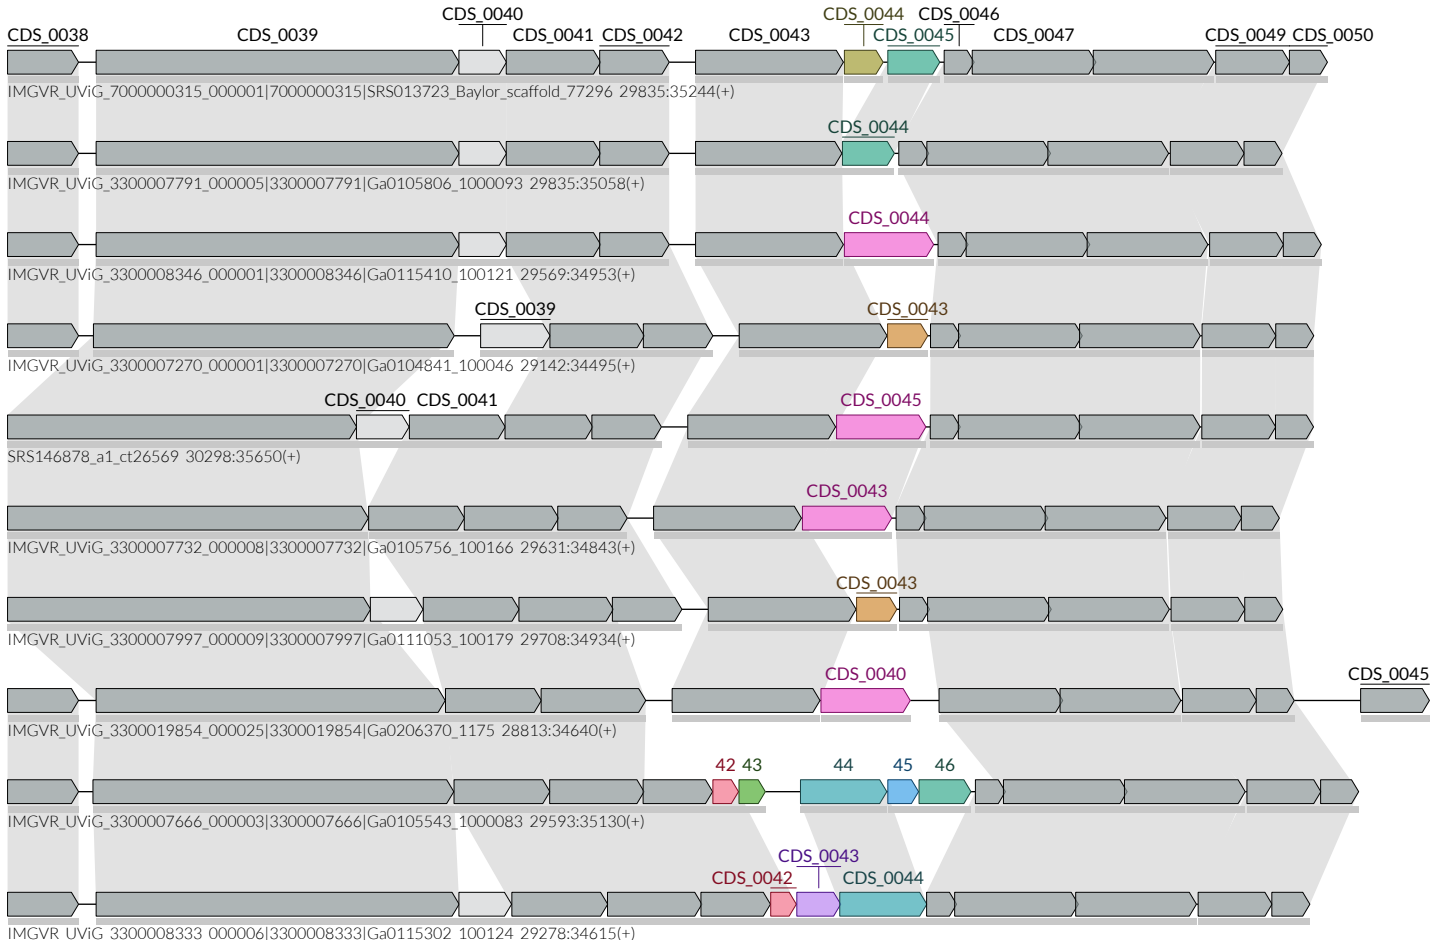 CDS_0040 CDS_0044 CDS_0046
CDS_0038 CDS_0039 CDS_0041 CDS_0042 CDS_0043 CDS_0045 CDS_0047 CDS_0049 CDS_0050
IMGVR_UViG_7000000315_000001|7000000315|SRS013723_Baylor_scaffold_77296 29835:35244(+)
CDS_0044
IMGVR_UViG_3300007791_000005|3300007791|Ga0105806_1000093 29835:35058(+)
CDS_0044
IMGVR_UViG_3300008346_000001|3300008346|Ga0115410_100121 29569:34953(+)
CDS_0039 CDS_0043
IMGVR_UViG_3300007270_000001|3300007270|Ga0104841_100046 29142:34495(+)
CDS_0040 CDS_0041 CDS_0045
SRS146878_a1_ct26569 30298:35650(+)
CDS_0043
IMGVR_UViG_3300007732_000008|3300007732|Ga0105756_100166 29631:34843(+)
CDS_0043
IMGVR_UViG_3300007997_000009|3300007997|Ga0111053_100179 29708:34934(+)
CDS_0040 CDS_0045
IMGVR_UViG_3300019854_000025|3300019854|Ga0206370_1175 28813:34640(+)
42 43 44 45 46
IMGVR_UViG_3300007666_000003|3300007666|Ga0105543_1000083 29593:35130(+)
CDS_0043
CDS_0042 CDS_0044
IMGVR_UViG_3300008333_000006|3300008333|Ga0115302_100124 29278:34615(+)